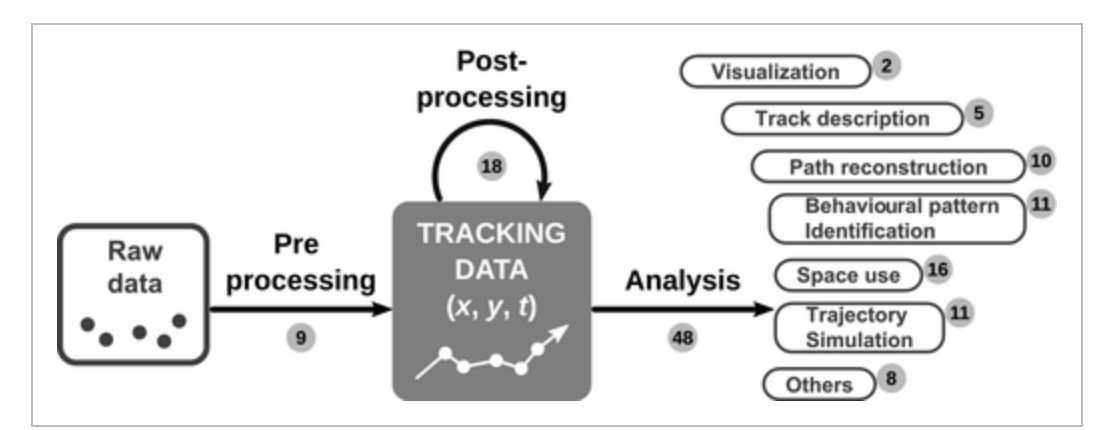 Raw
data
Pre
processing
9
Post-
processing
18
TRACKING
DATA
(x, y, t)
Analysis
48
Visualization
2
Track description
5
Path reconstruction
10
Behavioural pattern
Identification
11
Space use
16
Trajectory
Simulation
11
Others
8